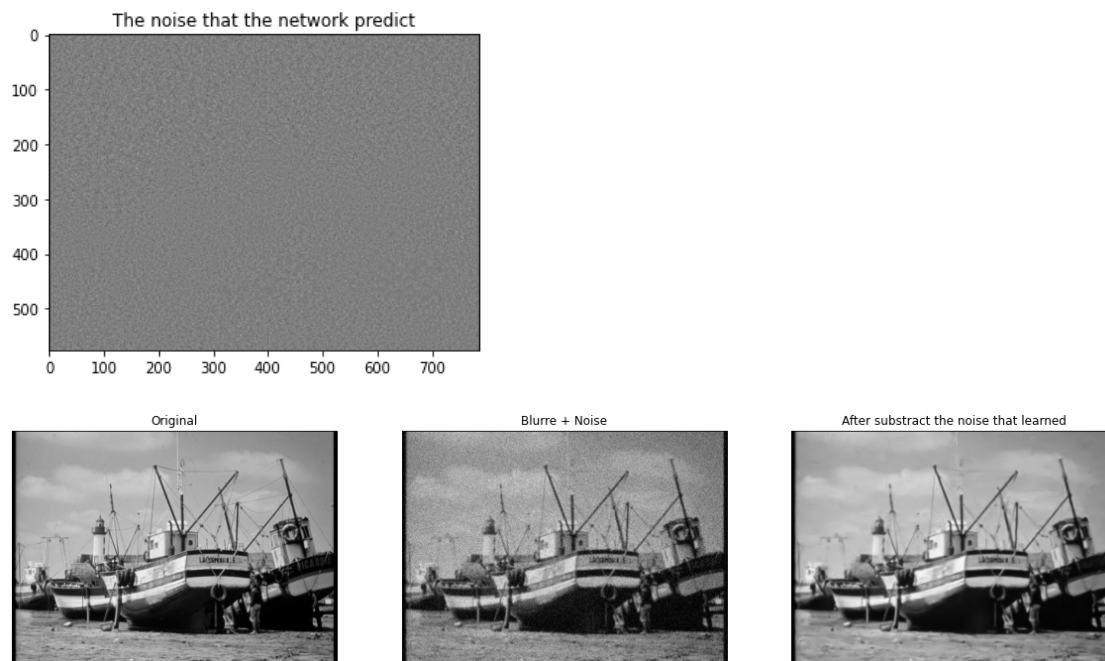 The noise that the network predict
0
100
200
300
400
500
0 100 200 300 400 500 600 700
Original Blurre + Noise After substract the noise that learned